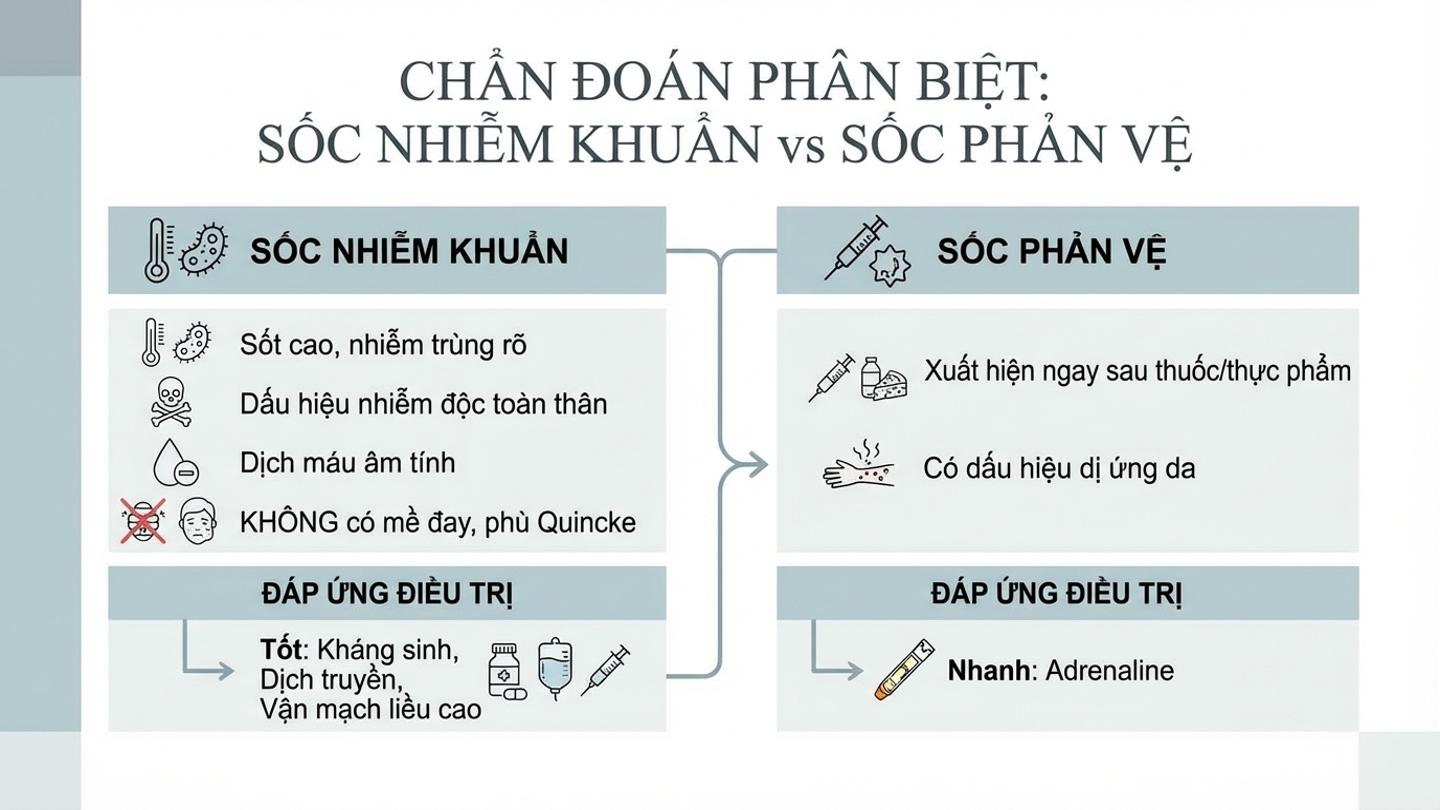 CHẨN ĐOÁN PHÂN BIỆT:
SỐC NHIỄM KHUẨN vs SỐC PHẢN VỆ
SỐC NHIỄM KHUẨN
Sốt cao, nhiễm trùng rõ
Dấu hiệu nhiễm độc toàn thân
Dịch máu âm tính
KHÔNG có mề đay, phù Quincke
ĐÁP ỨNG ĐIỀU TRỊ
Tốt: Kháng sinh,
Dịch truyền,
Vận mạch liều cao
SỐC PHẢN VỆ
Xuất hiện ngay sau thuốc/thực phẩm
Có dấu hiệu dị ứng da
ĐÁP ỨNG ĐIỀU TRỊ
Nhanh: Adrenaline